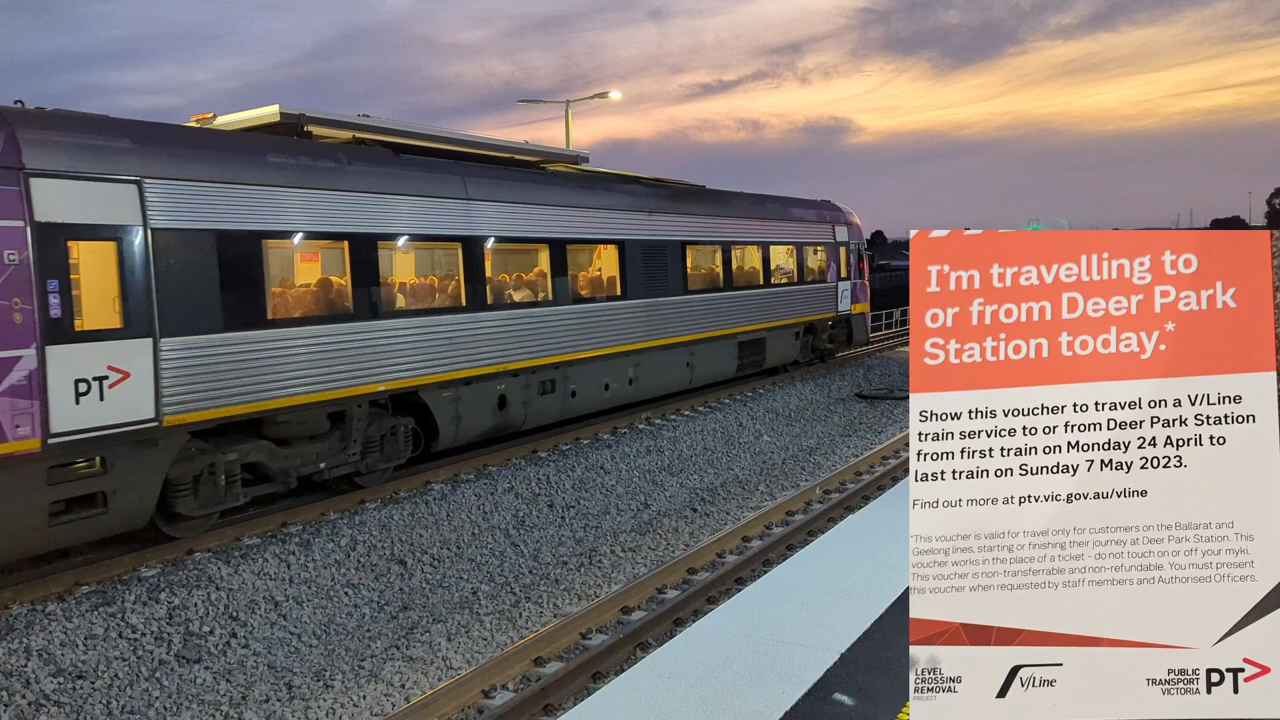 C
PT>
I'm travelling to
or from Deer Park
Station today.*
Show this voucher to travel on a V/Line
train service to or from Deer Park Station
from first train on Monday 24 April to
last train on Sunday 7 May 2023.
Find out more at ptv.vic.gov.au/vline
*This voucher is valid for travel only for customers on the Ballarat and
Geelong lines, starting or finishing their journey at Deer Park Station. This
voucher works in the place of a ticket - do not touch on or off your myki.
This voucher is non-transferrable and non-refundable. You must present
this voucher when requested by staff members and Authorised Officers.
LEVEL
CROSSING
REMOVAL
PROJECT
V/Line
PUBLIC
TRANSPORT
VICTORIA
PT>